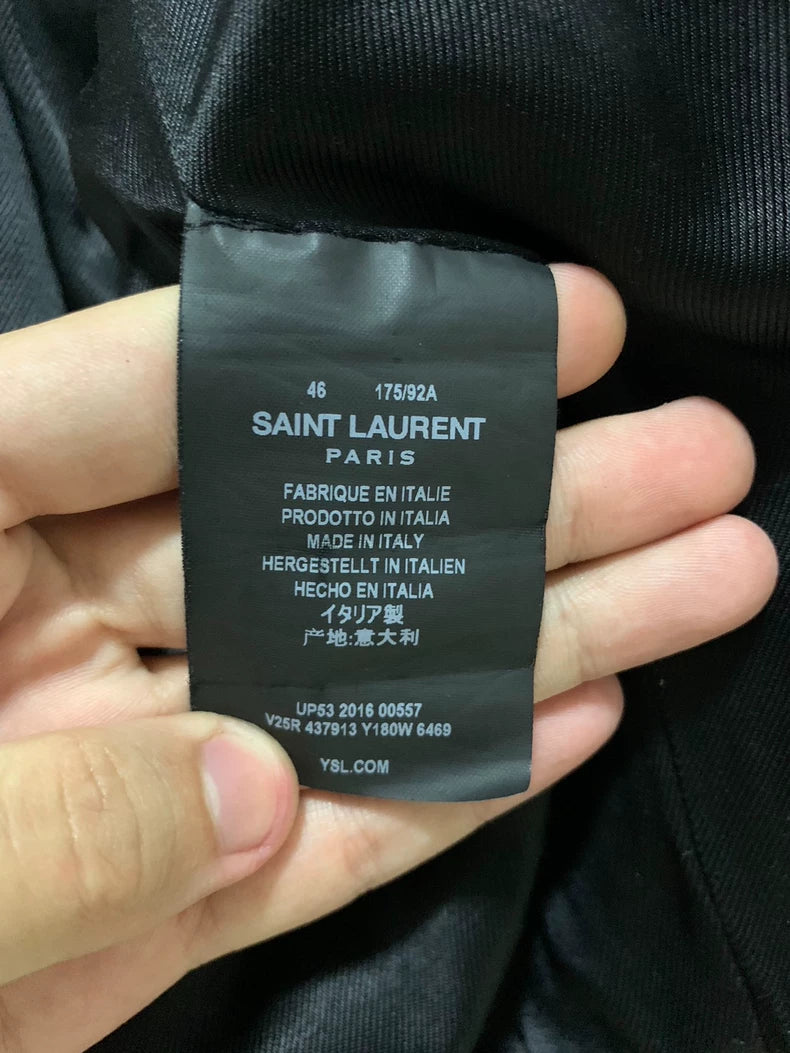 46 175/92A
SAINT LAURENT
PARIS
FABRIQUE EN ITALIE
PRODOTTO IN ITALIA
MADE IN ITALY
HERGESTELLT IN ITALIEN
HECHO EN ITALIA
イタリア製
产地:意大利
UP53 2016 00557
V25R 437913 Y180W 6469
YSL.COM